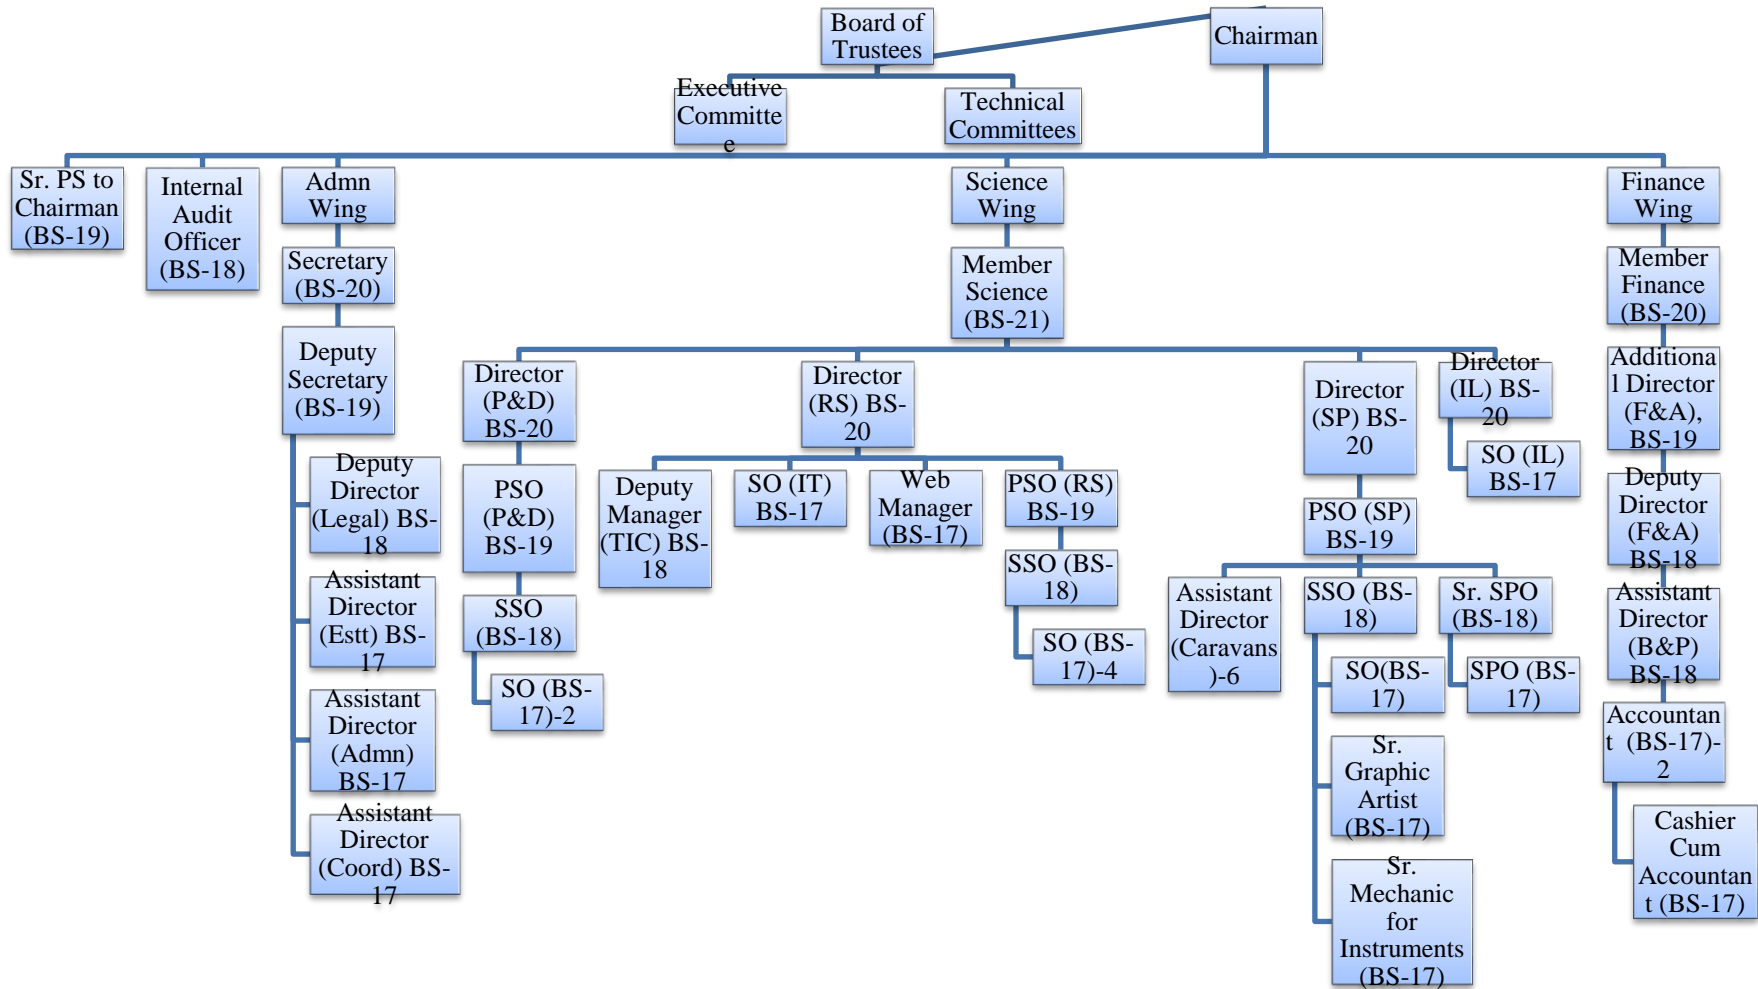 Board of
Trustees
Chairman
Executive
Committe
e
Technical
Committees
Sr. PS to
Chairman
(BS-19)
Internal
Audit
Officer
(BS-18)
Admn
Wing
Secretary
(BS-20)
Deputy
Secretary
(BS-19)
Deputy
Director
(Legal) BS-
18
Assistant
Director
(Estt) BS-
17
Assistant
Director
(Admn)
BS-17
Assistant
Director
(Coord) BS-
17
Science
Wing
Member
Science
(BS-21)
Director
(P&D)
BS-20
PSO
(P&D)
BS-19
SSO
(BS-18)
SO (BS-
17)-2
Director
(RS) BS-
20
Deputy
Manager
(TIC) BS-
18
SO (IT)
BS-17
Web
Manager
(BS-17)
PSO (RS)
BS-19
SSO (BS-
18)
SO (BS-
17)-4
Director
(SP) BS-
20
PSO (SP)
BS-19
Assistant
Director
(Caravans
)-6
SSO (BS-
18)
SO(BS-
17)
Sr.
Graphic
Artist
(BS-17)
Sr.
Mechanic
for
Instruments
(BS-17)
Sr. SPO
(BS-18)
SPO (BS-
17)
Director
(IL) BS-
20
SO (IL)
BS-17
Finance
Wing
Member
Finance
(BS-20)
Additiona
l Director
(F&A),
BS-19
Deputy
Director
(F&A)
BS-18
Assistant
Director
(B&P)
BS-18
Accountan
t (BS-17)-
2
Cashier
Cum
Accountan
t (BS-17)